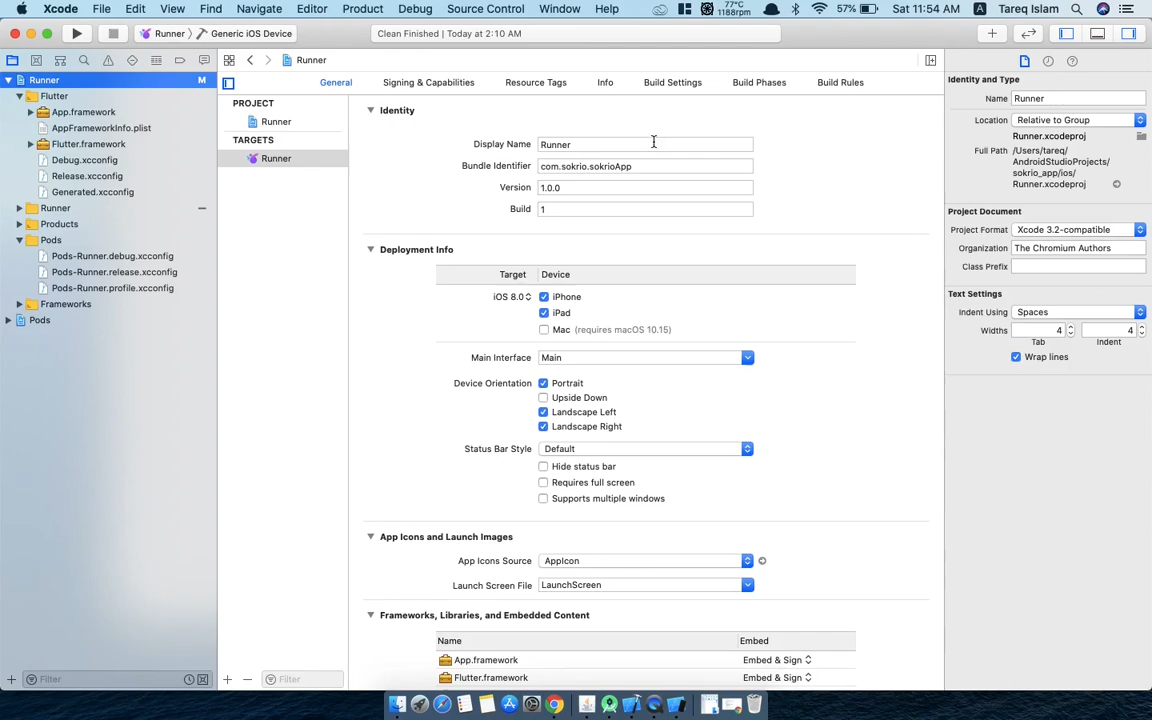 Xcode File Edit View Find Navigate Editor Product Debug Source Control Window Help 77°C 1188rpm 57% Sat 11:54 AM A Tareq Islam
Runner Generic iOS Device Clean Finished | Today at 2:10 AM
Runner M
Flutter
App.framework
AppFrameworkInfo.plist
Flutter.framework
Debug.xcconfig
Release.xcconfig
Generated.xcconfig
Runner
Products
Pods
Pods-Runner.debug.xcconfig
Pods-Runner.release.xcconfig
Pods-Runner.profile.xcconfig
Frameworks
Pods
Filter
Runner
General Signing & Capabilities Resource Tags Info Build Settings Build Phases Build Rules
PROJECT
Runner
TARGETS
Runner
Filter
Identity
Display Name Runner
Bundle Identifier com.sokrio.sokrioApp
Version 1.0.0
Build 1
Deployment Info
Target Device
iOS 8.0 iPhone
iPad
Mac (requires macOS 10.15)
Main Interface Main
Device Orientation Portrait
Upside Down
Landscape Left
Landscape Right
Status Bar Style Default
Hide status bar
Requires full screen
Supports multiple windows
App Icons and Launch Images
App Icons Source AppIcon
Launch Screen File LaunchScreen
Frameworks, Libraries, and Embedded Content
Name Embed
App.framework Embed & Sign
Flutter.framework Embed & Sign
Identity and Type
Name Runner
Location Relative to Group
Runner.xcodeproj
Full Path /Users/tareq/
AndroidStudioProjects/
sokrio_app/ios/
Runner.xcodeproj
Project Document
Project Format Xcode 3.2-compatible
Organization The Chromium Authors
Class Prefix
Text Settings
Indent Using Spaces
Widths 4 4
Tab Indent
Wrap lines